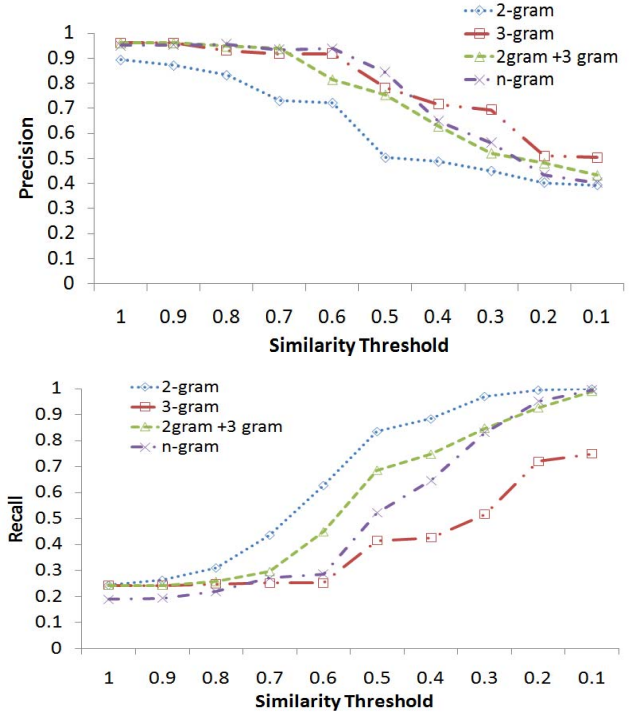 2-gram
3-gram
2gram +3 gram
n-gram
1
0.9
0.8
0.7
0.6
0.5
0.4
0.3
0.2
0.1
0
Precision
1 0.9 0.8 0.7 0.6 0.5 0.4 0.3 0.2 0.1
Similarity Threshold
2-gram
3-gram
2gram +3 gram
n-gram
1
0.9
0.8
0.7
0.6
0.5
0.4
0.3
0.2
0.1
0
Recall
1 0.9 0.8 0.7 0.6 0.5 0.4 0.3 0.2 0.1
Similarity Threshold